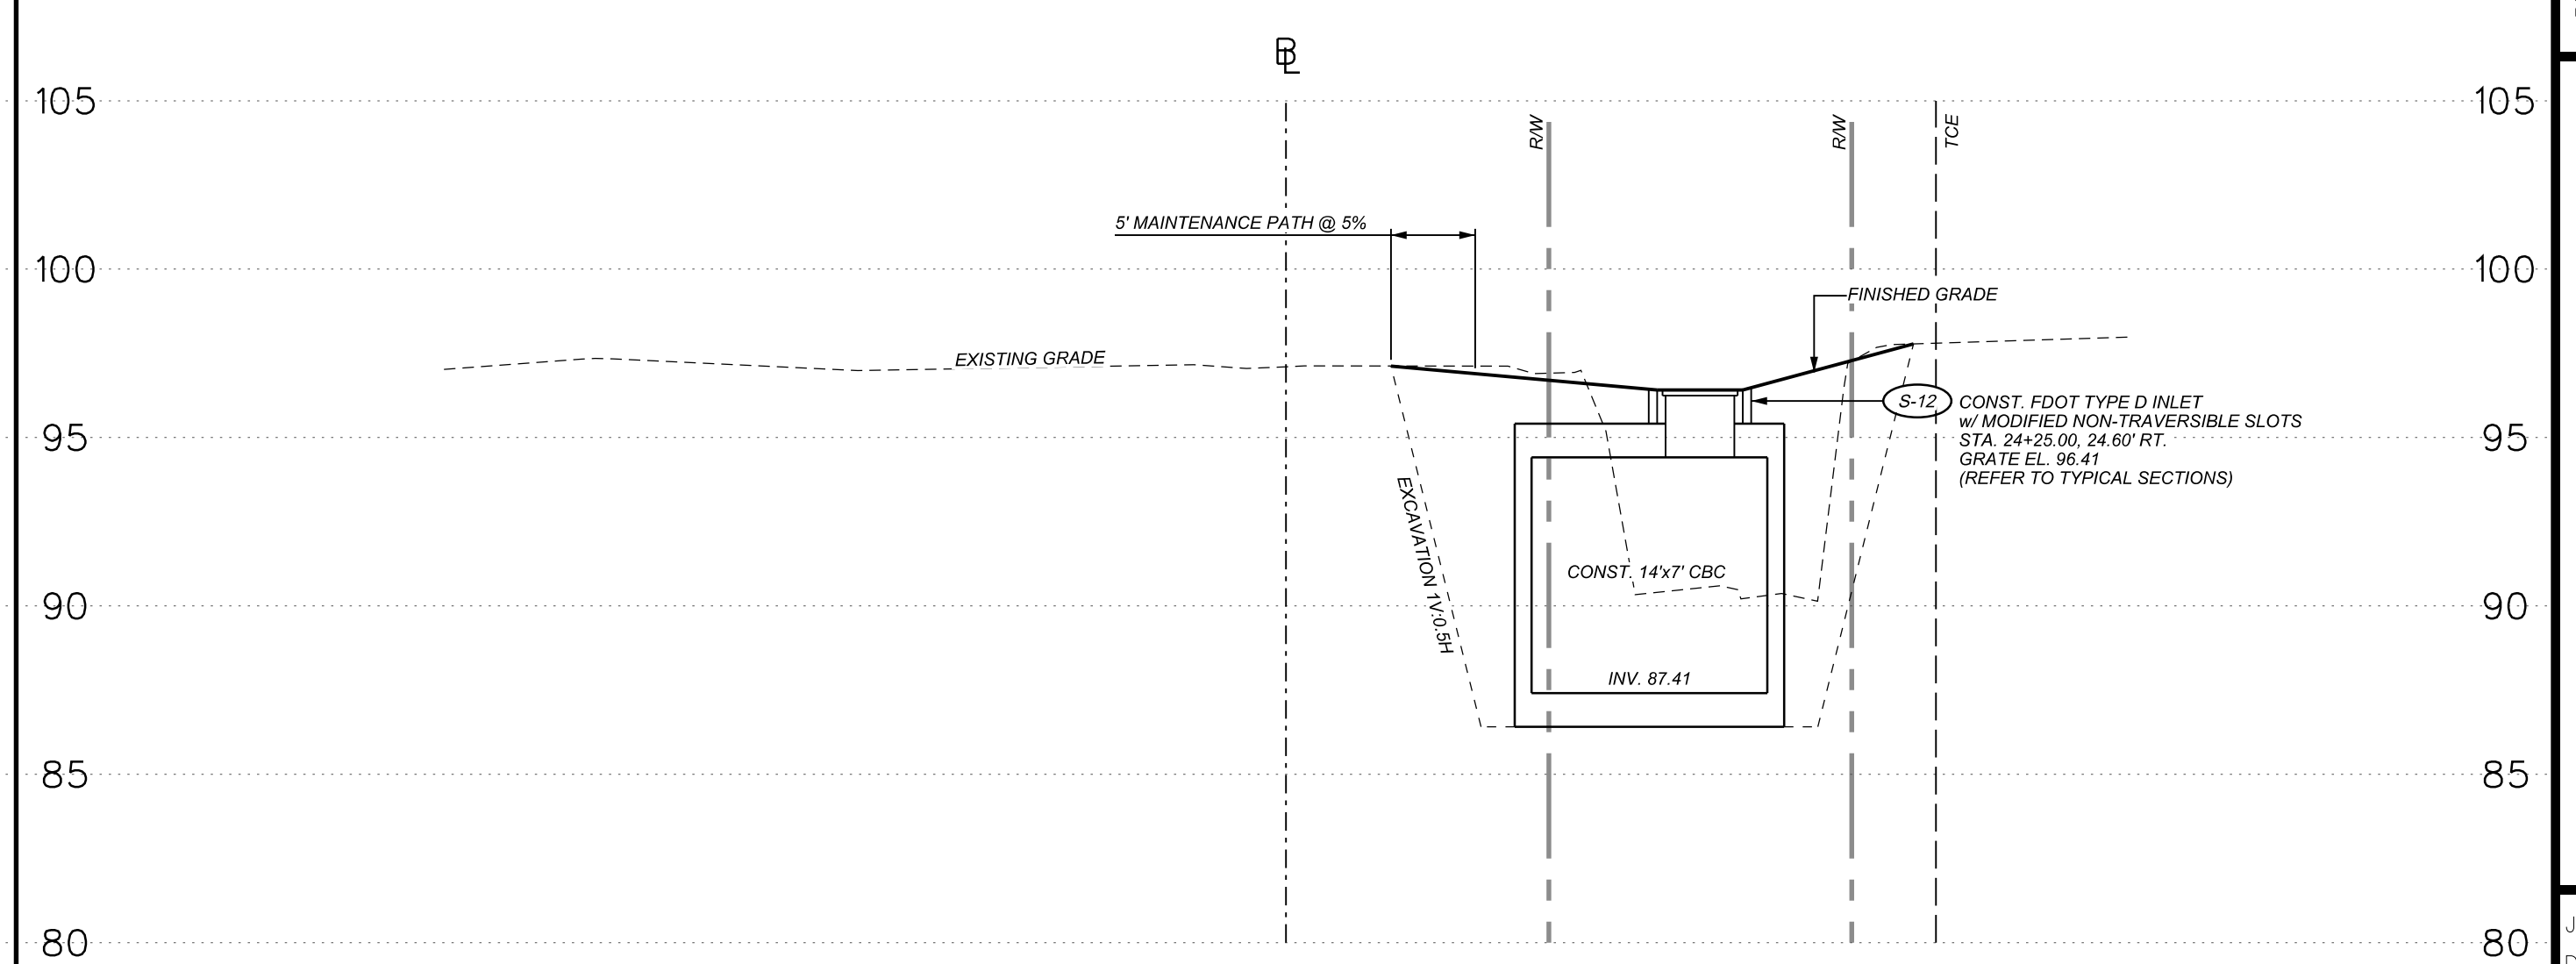 BL
105 105
R/W R/W TCE
5' MAINTENANCE PATH @ 5%
100 100
FINISHED GRADE
EXISTING GRADE
S-12 CONST. FDOT TYPE D INLET
w/ MODIFIED NON-TRAVERSIBLE SLOTS
95 STA. 24+25.00, 24.60' RT. 95
GRATE EL. 96.41
(REFER TO TYPICAL SECTIONS)
EXCAVATION 1V:0.5H
CONST. 14'x7' CBC
90 90
INV. 87.41
85 85
80 80